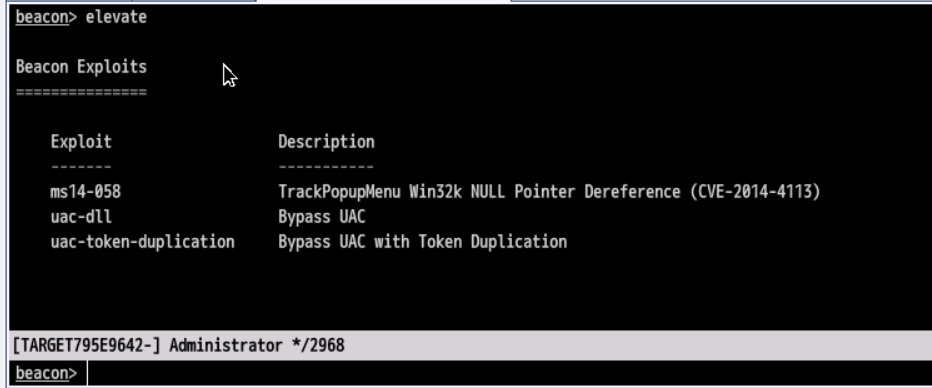 beacon> elevate
Beacon Exploits
===============
Exploit Description
------- -----------
ms14-058 TrackPopupMenu Win32k NULL Pointer Dereference (CVE-2014-4113)
uac-dll Bypass UAC
uac-token-duplication Bypass UAC with Token Duplication
[TARGET795E9642-] Administrator */2968
beacon>